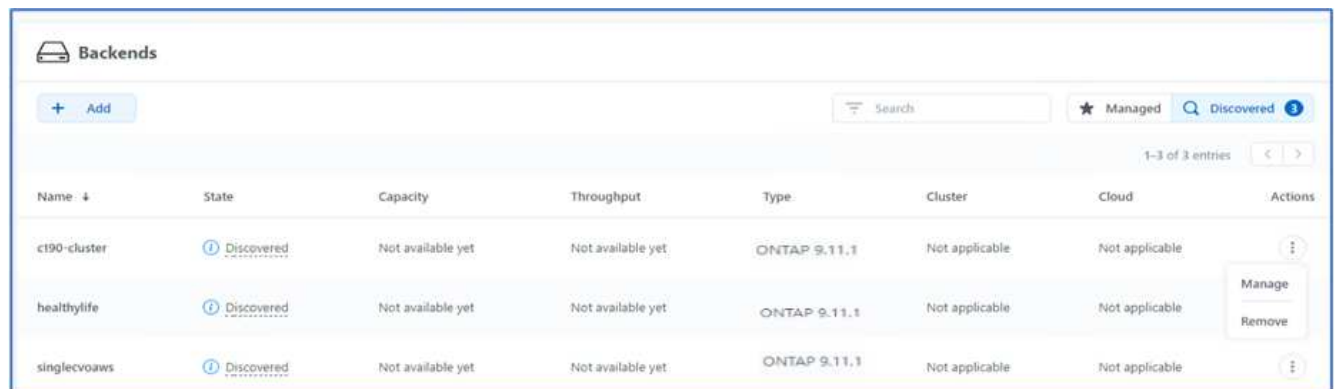 Backends
+ Add Search Managed Discovered 3
1–3 of 3 entries < >
Name ↓ State Capacity Throughput Type Cluster Cloud Actions
c190-cluster Discovered Not available yet Not available yet ONTAP 9.11.1 Not applicable Not applicable
Manage
healthylife Discovered Not available yet Not available yet ONTAP 9.11.1 Not applicable Not applicable
Remove
singlecvoaws Discovered Not available yet Not available yet ONTAP 9.11.1 Not applicable Not applicable